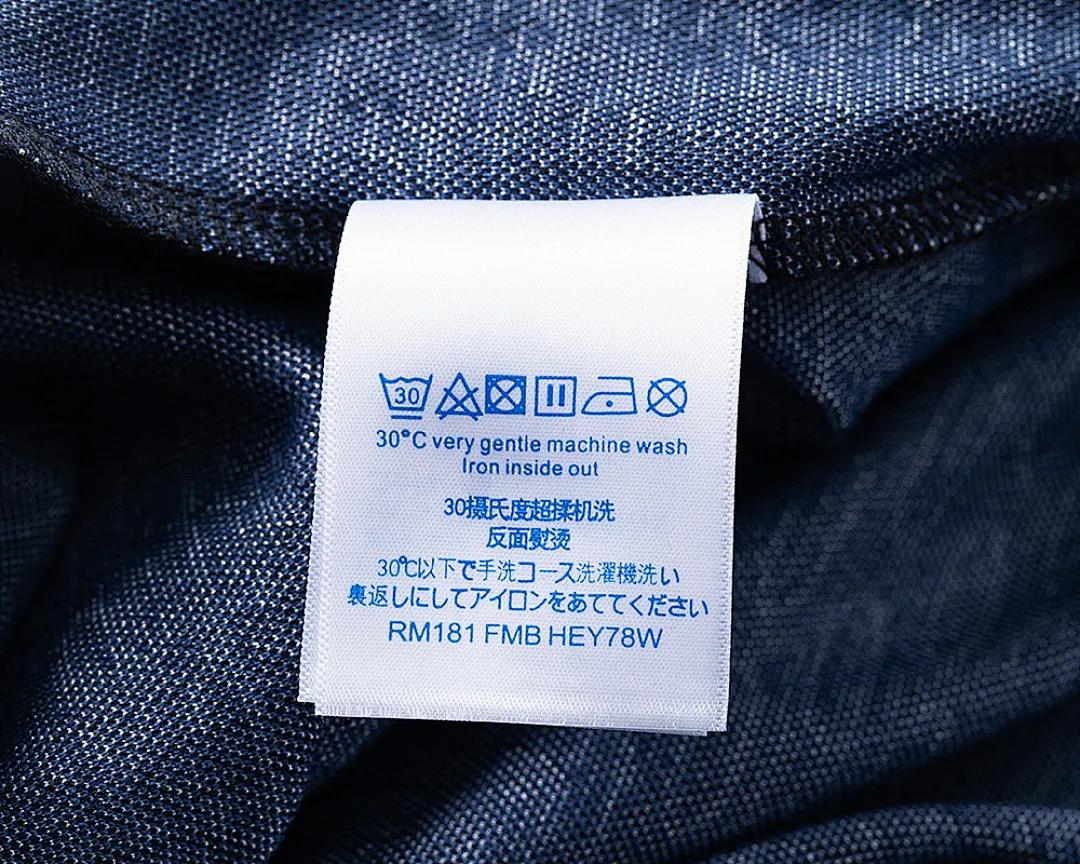 30
30°C very gentle machine wash
Iron inside out
30摄氏度超揉机洗
反面熨烫
30℃以下で手洗コース洗濯機洗い
裏返しにしてアイロンをあててください
RM181 FMB HEY78W